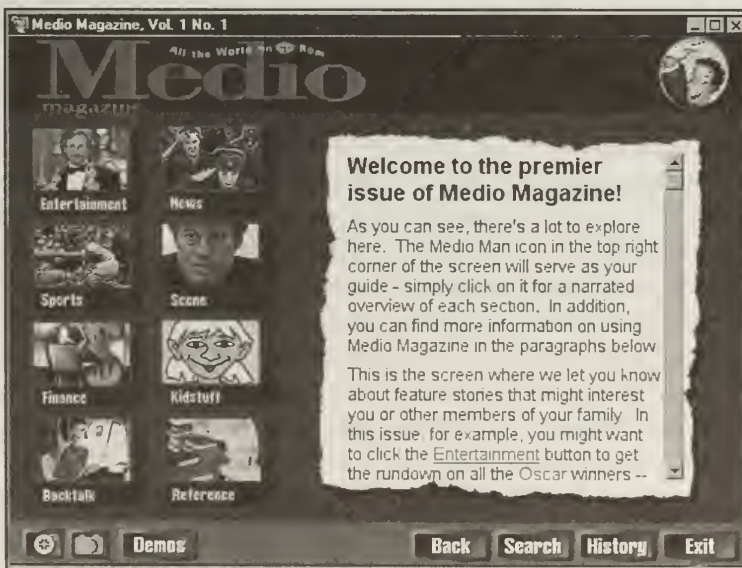 Medio Magazine, Vol. 1 No. 1
All the World on CD Rom
Medio
magazine
Entertainment
News
Sports
Scene
Finance
Kidstuff
Backtalk
Reference
Welcome to the premier
issue of Medio Magazine!
As you can see, there's a lot to explore
here. The Medio Man icon in the top right
corner of the screen will serve as your
guide - simply click on it for a narrated
overview of each section. In addition,
you can find more information on using
Medio Magazine in the paragraphs below
This is the screen where we let you know
about feature stories that might interest
you or other members of your family In
this issue, for example, you might want
to click the Entertainment button to get
the rundown on all the Oscar winners --
Demos
Back
Search
History
Exit